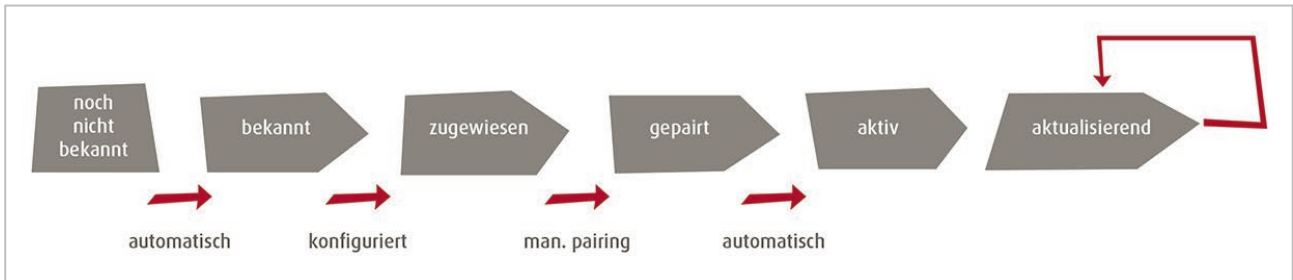 noch
nicht
bekannt
bekannt
zugewiesen
gepairt
aktiv
aktualisierend
automatisch
konfiguriert
man. pairing
automatisch